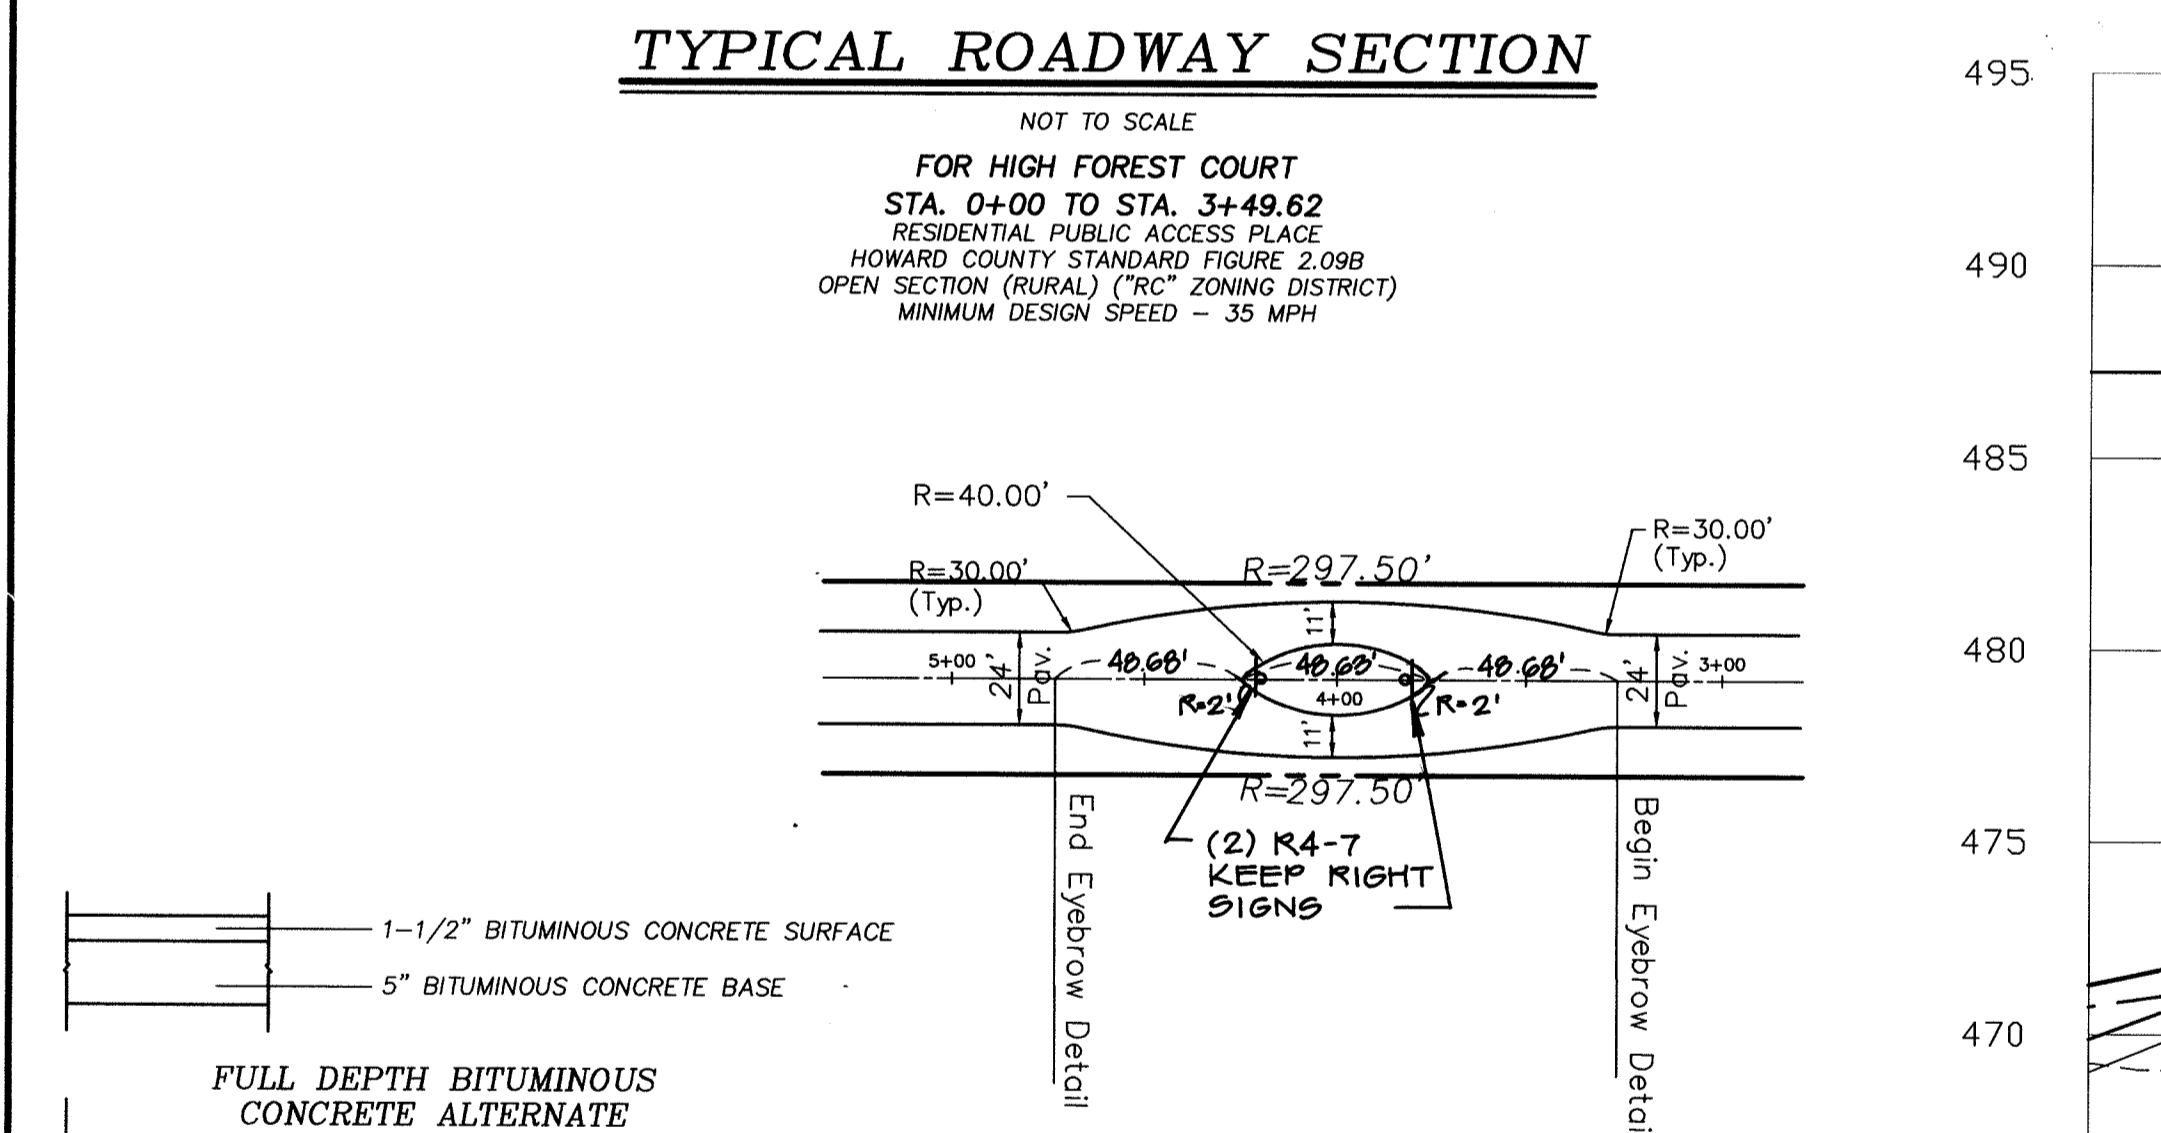 TYPICAL ROADWAY SECTION
NOT TO SCALE
FOR HIGH FOREST COURT
STA. 0+00 TO STA. 3+49.62
RESIDENTIAL PUBLIC ACCESS PLACE
HOWARD COUNTY STANDARD FIGURE 2.09B
OPEN SECTION (RURAL) ("RC" ZONING DISTRICT)
MINIMUM DESIGN SPEED – 35 MPH
495
490
485
480
475
470
R=40.00'
R=30.00'
(Typ.)
R=297.50'
R=30.00'
(Typ.)
11'
5+00
24'
Pav.
48.68'
48.63'
48.68'
24'
Pav.
3+00
R=2'
4+00
R=2'
11'
R=297.50'
End Eyebrow Detail
(2) R4-7
KEEP RIGHT
SIGNS
Begin Eyebrow Detai
1-1/2" BITUMINOUS CONCRETE SURFACE
5" BITUMINOUS CONCRETE BASE
FULL DEPTH BITUMINOUS
CONCRETE ALTERNATE